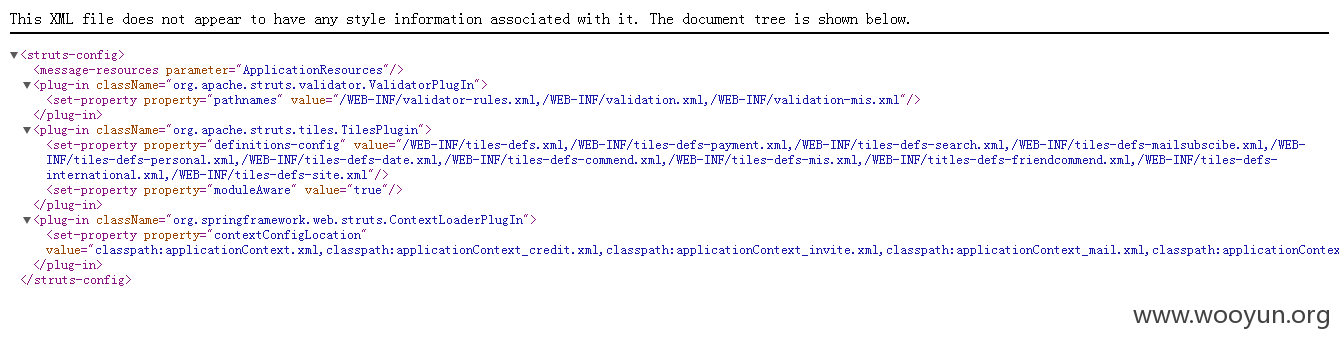 This XML file does not appear to have any style information associated with it. The document tree is shown below.
▼<struts-config>
<message-resources parameter="ApplicationResources"/>
▼<plug-in className="org.apache.struts.validator.ValidatorPlugIn">
<set-property property="pathnames" value="/WEB-INF/validator-rules.xml,/WEB-INF/validation.xml,/WEB-INF/validation-mis.xml"/>
</plug-in>
▼<plug-in className="org.apache.struts.tiles.TilesPlugin">
<set-property property="definitions-config" value="/WEB-INF/tiles-defs.xml,/WEB-INF/tiles-defs-payment.xml,/WEB-INF/tiles-defs-search.xml,/WEB-INF/tiles-defs-mailsubscibe.xml,/WEB-
INF/tiles-defs-personal.xml,/WEB-INF/tiles-defs-date.xml,/WEB-INF/tiles-defs-commend.xml,/WEB-INF/tiles-defs-mis.xml,/WEB-INF/titles-defs-friendcommend.xml,/WEB-INF/tiles-defs-
international.xml,/WEB-INF/tiles-defs-site.xml"/>
<set-property property="moduleAware" value="true"/>
</plug-in>
▼<plug-in className="org.springframework.web.struts.ContextLoaderPlugIn">
<set-property property="contextConfigLocation"
value="classpath:applicationContext.xml,classpath:applicationContext_credit.xml,classpath:applicationContext_invite.xml,classpath:applicationContext_mail.xml,classpath:applicationConte
</plug-in>
</struts-config>
www.wooyun.org